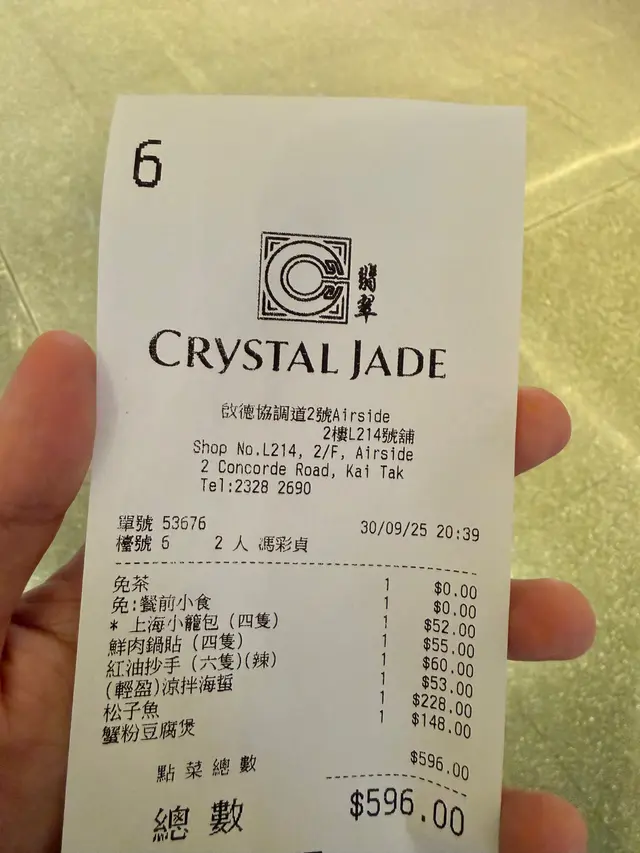 6
翡翠
CRYSTAL JADE
啟德協調道2號Airside
2樓L214號舖
Shop No.L214, 2/F, Airside
2 Concorde Road, Kai Tak
Tel:2328 2690
單號 53676 30/09/25 20:39
檯號 6 2 人 馮彩貞
免茶 1 $0.00
免:餐前小食 1 $0.00
* 上海小籠包 (四隻) 1 $52.00
鮮肉鍋貼 (四隻) 1 $55.00
紅油抄手 (六隻)(辣) 1 $60.00
(輕盈)涼拌海蜇 1 $53.00
松子魚 1 $228.00
蟹粉豆腐煲 1 $148.00
點菜總數 $596.00
總數 $596.00